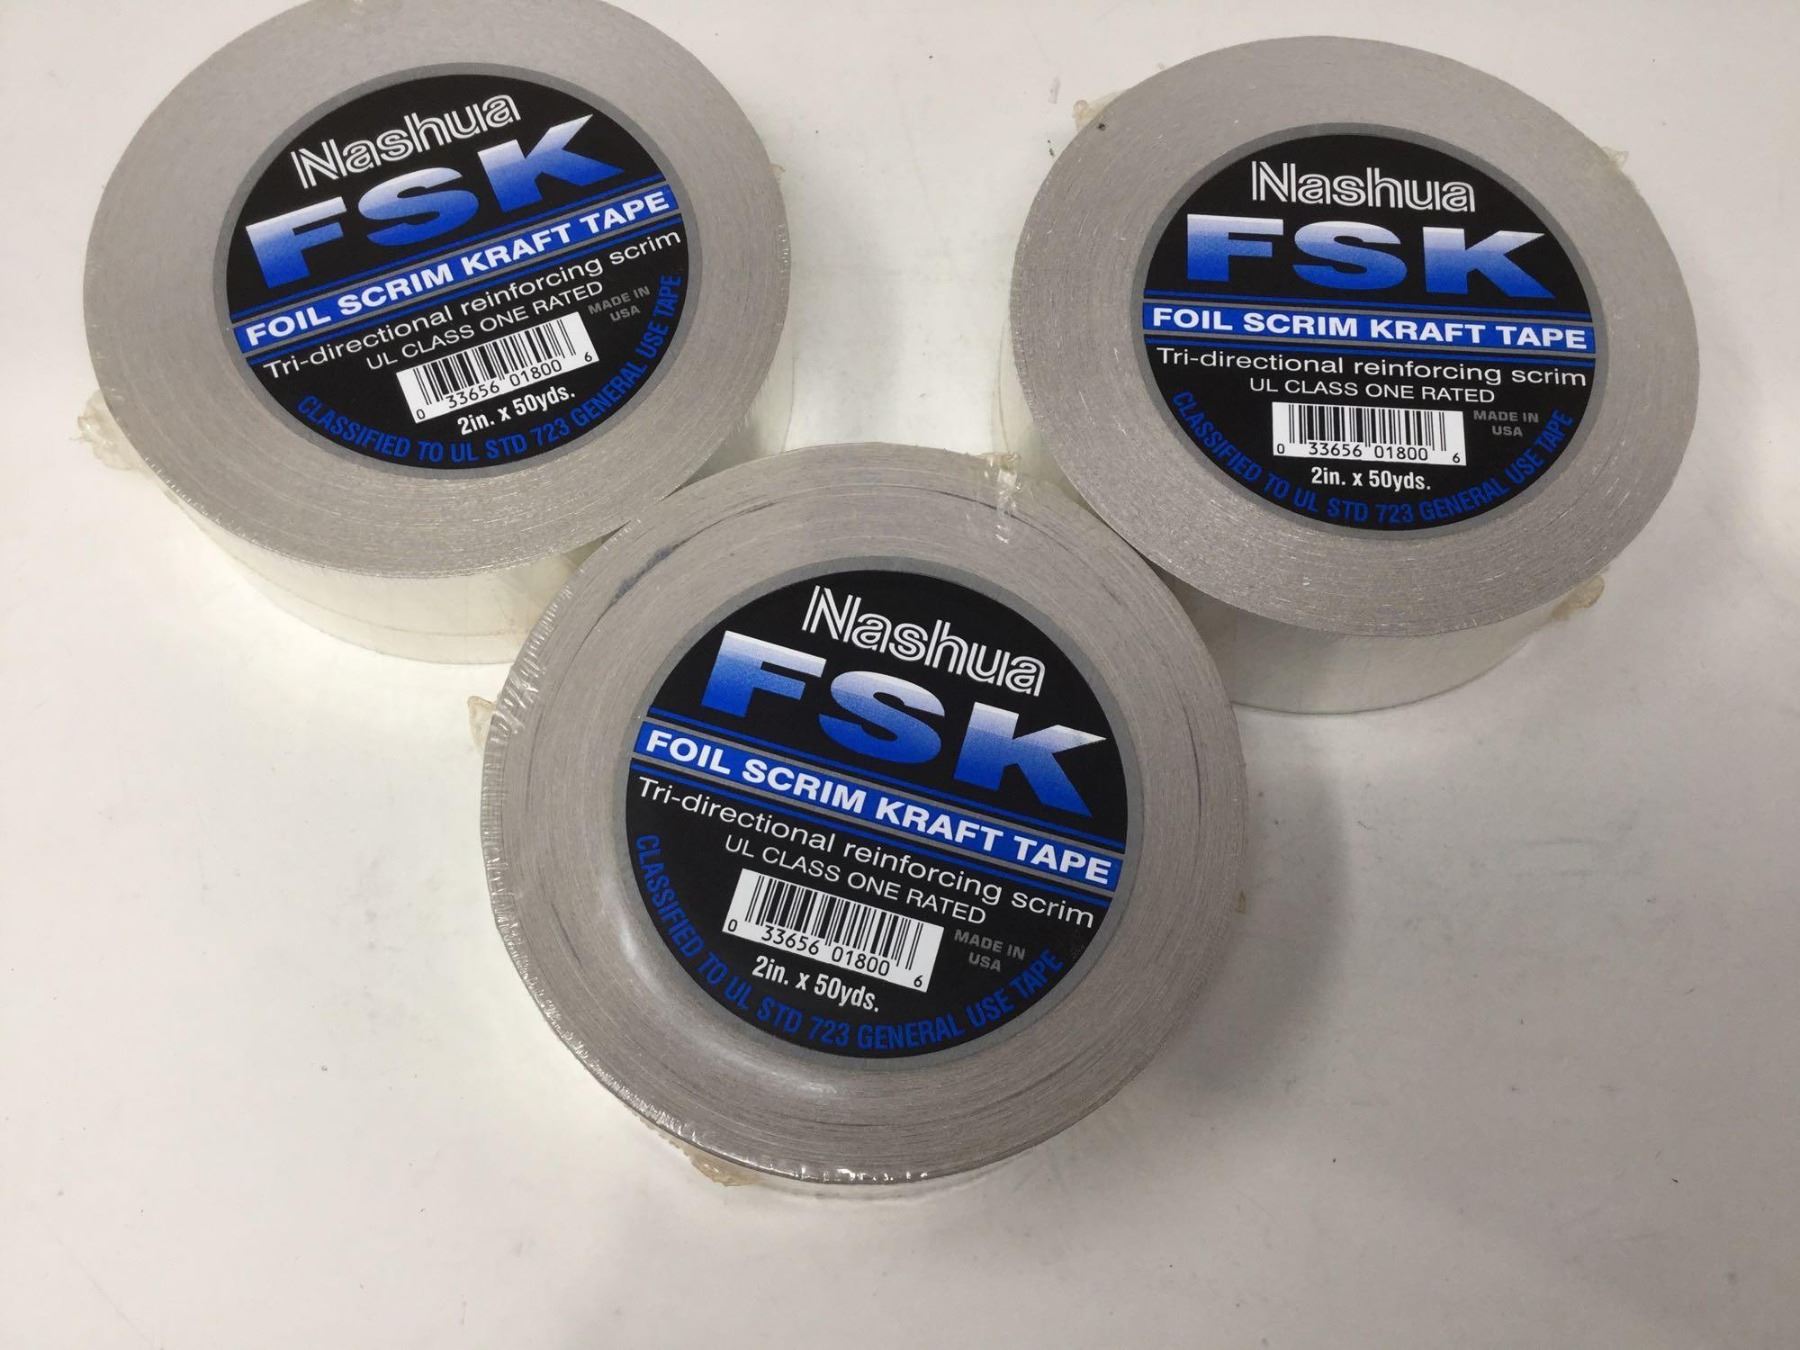 Nashua
FSK
FOIL SCRIM KRAFT TAPE
Tri-directional reinforcing scrim
UL CLASS ONE RATED
MADE IN
USA
0 33656 01800 6
2in. x 50yds.
CLASSIFIED TO UL STD 723 GENERAL USE TAPE
Nashua
FSK
FOIL SCRIM KRAFT TAPE
Tri-directional reinforcing scrim
UL CLASS ONE RATED
MADE IN
USA
0 33656 01800 6
2in. x 50yds.
CLASSIFIED TO UL STD 723 GENERAL USE TAPE
Nashua
FSK
FOIL SCRIM KRAFT TAPE
Tri-directional reinforcing scrim
UL CLASS ONE RATED
MADE IN
USA
0 33656 01800 6
2in. x 50yds.
CLASSIFIED TO UL STD 723 GENERAL USE TAPE